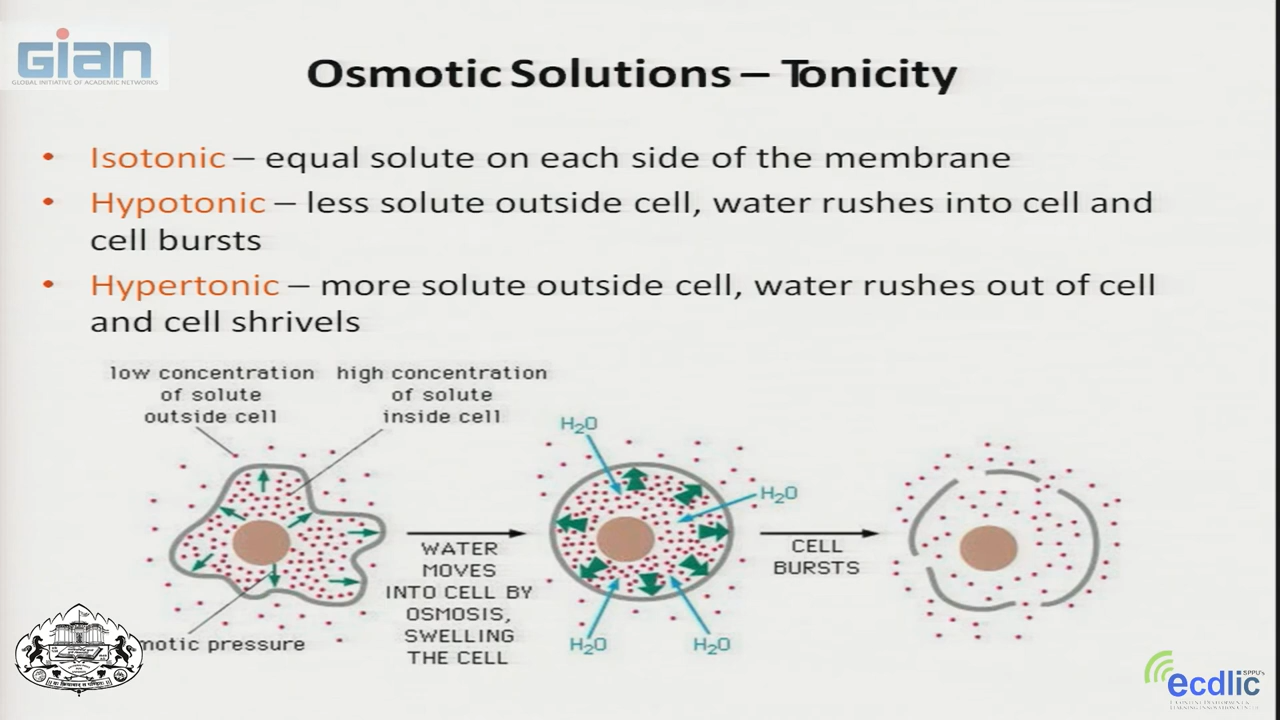 GIAN
GLOBAL INITIATIVE OF ACADEMIC NETWORKS
Osmotic Solutions – Tonicity
• Isotonic – equal solute on each side of the membrane
• Hypotonic – less solute outside cell, water rushes into cell and
cell bursts
• Hypertonic – more solute outside cell, water rushes out of cell
and cell shrivels
low concentration
of solute
outside cell
high concentration
of solute
inside cell
H₂O
H₂O
WATER
MOVES
INTO CELL BY
OSMOSIS,
SWELLING
THE CELL
CELL
BURSTS
motic pressure
H₂O
H₂O
SPPU's
ecdlic